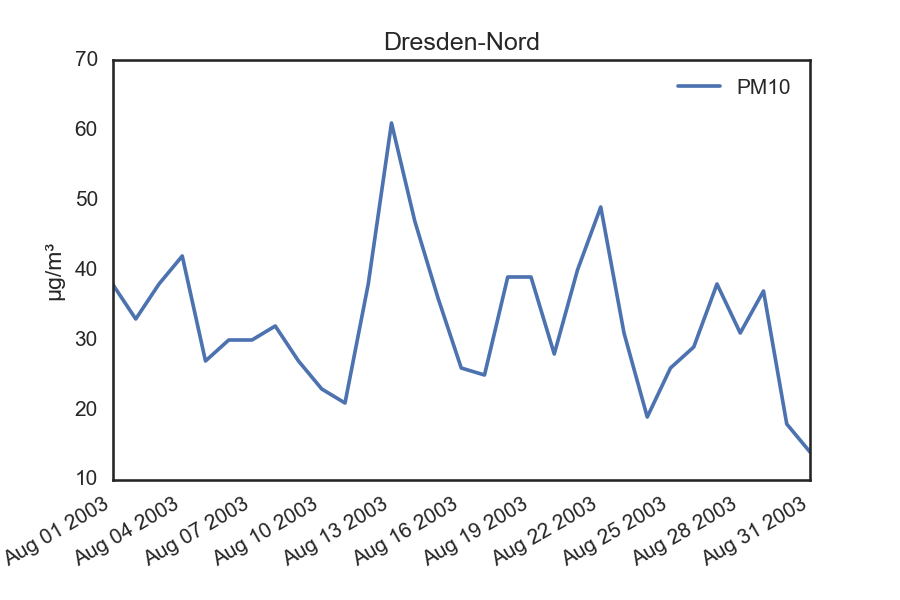 Dresden-Nord
70
60
50
40
30
20
10
µg/m³
PM10
Aug 01 2003
Aug 04 2003
Aug 07 2003
Aug 10 2003
Aug 13 2003
Aug 16 2003
Aug 19 2003
Aug 22 2003
Aug 25 2003
Aug 28 2003
Aug 31 2003